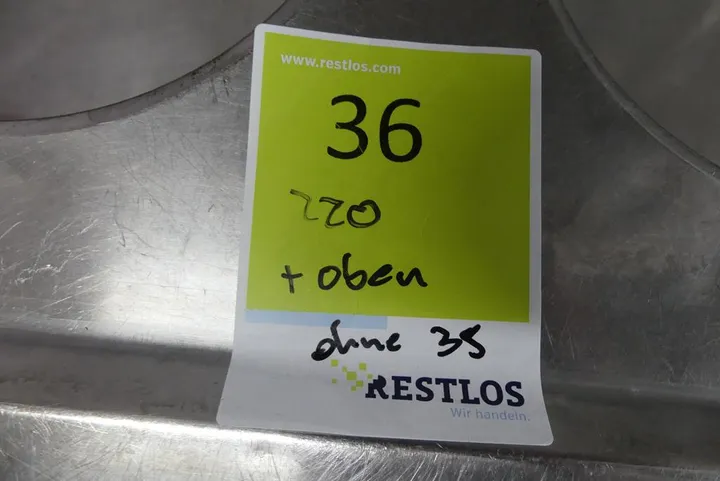 www.restlos.com
36
220
+ oben
ohne 35
RESTLOS
Wir handeln.